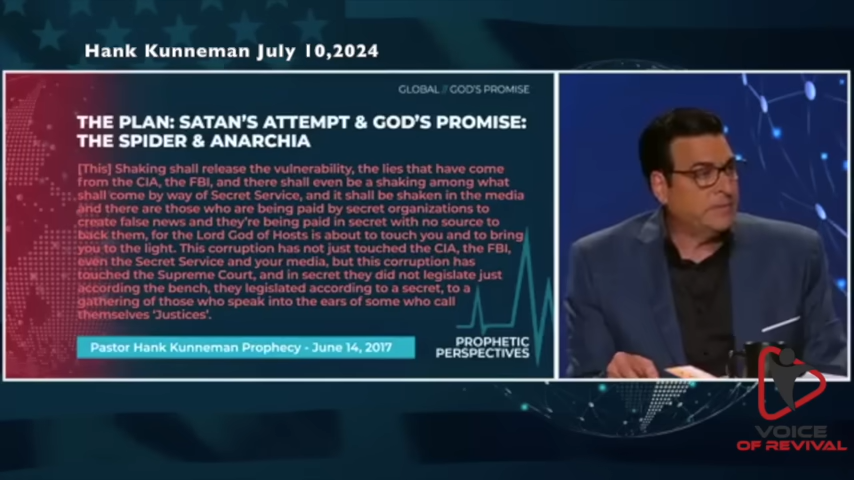 Hank Kunneman July 10,2024
GLOBAL // GOD'S PROMISE
THE PLAN: SATAN'S ATTEMPT & GOD'S PROMISE:
THE SPIDER & ANARCHIA
[This] Shaking shall release the vulnerability, the lies that have come
from the CIA, the FBI, and there shall even be a shaking among what
shall come by way of Secret Service, and it shall be shaken in the media
and there are those who are being paid by secret organizations to
create false news and they're being paid in secret with no source to
back them, for the Lord God of Hosts is about to touch you and to bring
you to the light. This corruption has not just touched the CIA, the FBI,
even the Secret Service and your media, but this corruption has
touched the Supreme Court, and in secret they did not legislate just
according the bench, they legislated according to a secret, to a
gathering of those who speak into the ears of some who call
themselves 'Justices'.
Pastor Hank Kunneman Prophecy - June 14, 2017
PROPHETIC
PERSPECTIVES
VOICE
OF REVIVAL